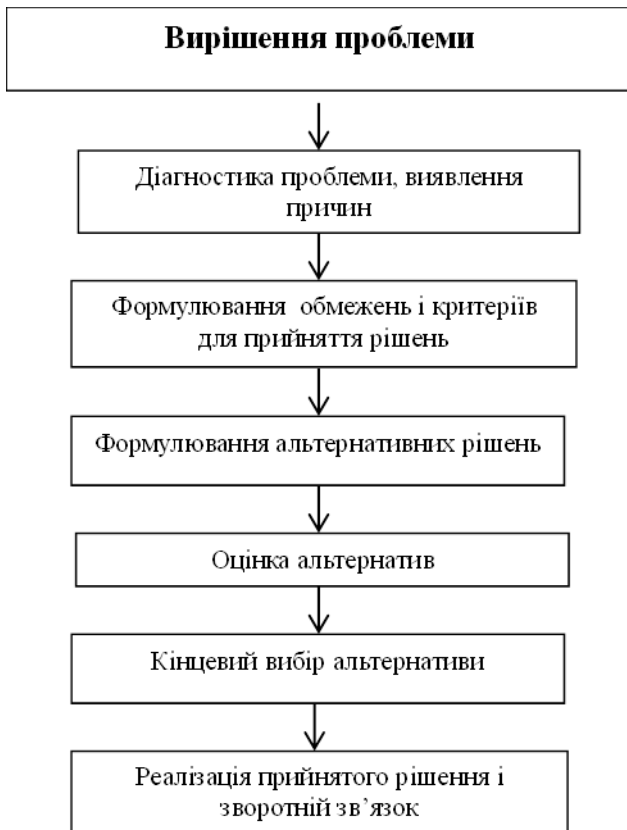 Вирішення проблеми
Діагностика проблеми, виявлення
причин
Формулювання обмежень і критеріїв
для прийняття рішень
Формулювання альтернативних рішень
Оцінка альтернатив
Кінцевий вибір альтернативи
Реалізація прийнятого рішення і
зворотній зв’язок